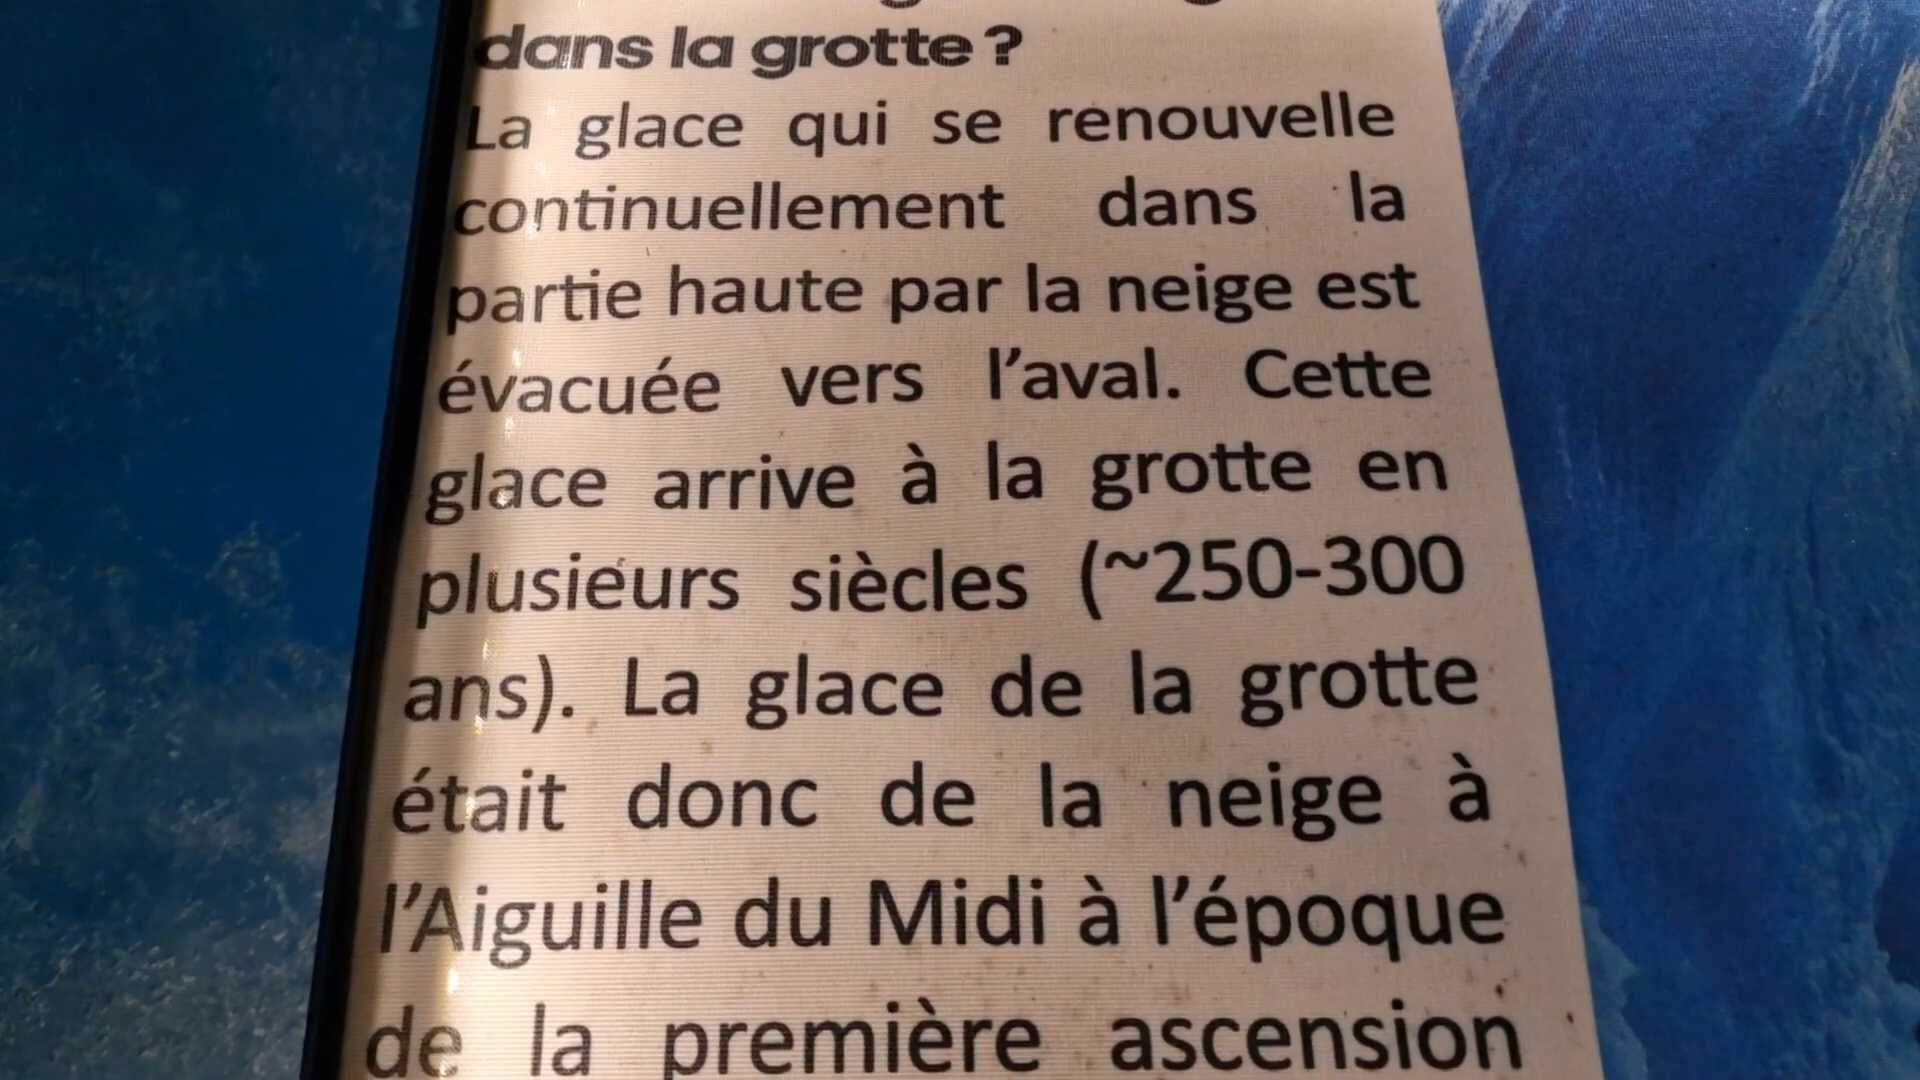 dans la grotte ?
La glace qui se renouvelle
continuellement dans la
partie haute par la neige est
évacuée vers l’aval. Cette
glace arrive à la grotte en
plusieurs siècles (~250-300
ans). La glace de la grotte
était donc de la neige à
l’Aiguille du Midi à l’époque
de la première ascension